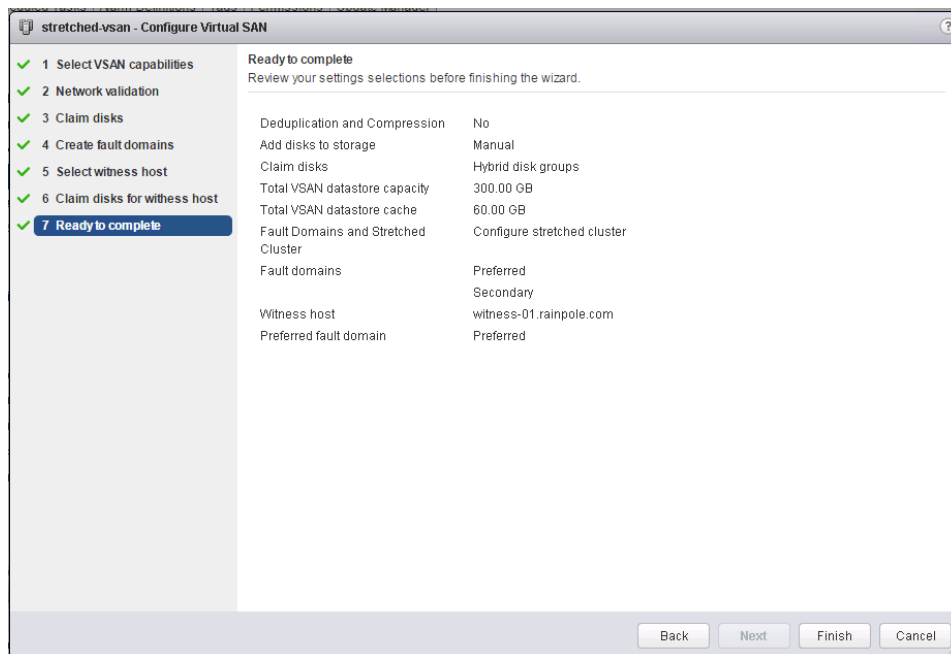 stretched-vsan - Configure Virtual SAN
?
1 Select VSAN capabilities
2 Network validation
3 Claim disks
4 Create fault domains
5 Select witness host
6 Claim disks for withess host
7 Ready to complete
Ready to complete
Review your settings selections before finishing the wizard.
Deduplication and Compression No
Add disks to storage Manual
Claim disks Hybrid disk groups
Total VSAN datastore capacity 300.00 GB
Total VSAN datastore cache 60.00 GB
Fault Domains and Stretched Configure stretched cluster
Cluster
Fault domains Preferred
Secondary
Witness host witness-01.rainpole.com
Preferred fault domain Preferred
Back Next Finish Cancel